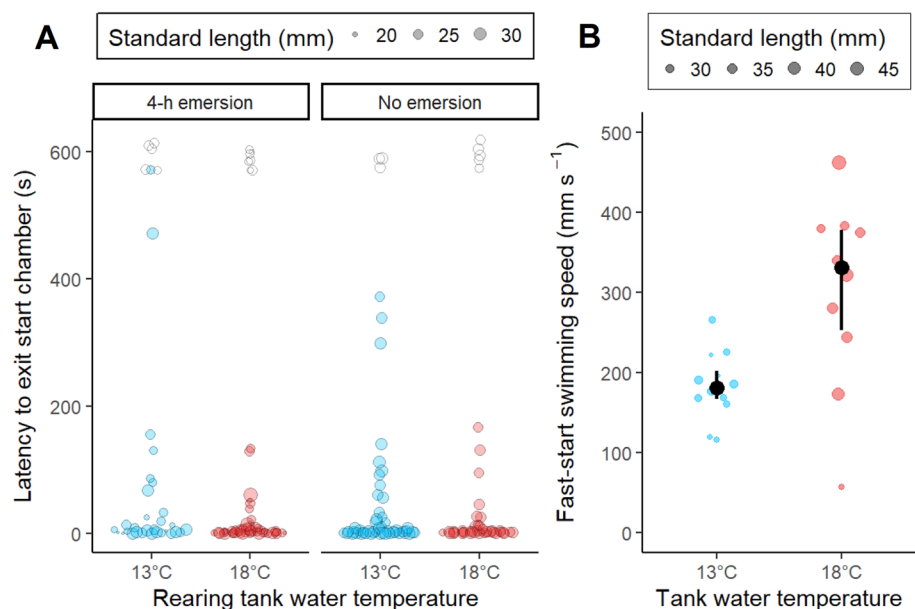 A
Standard length (mm) 20 25 30
4-h emersion
No emersion
Latency to exit start chamber (s)
600
400
200
0
13°C 18°C 13°C 18°C
Rearing tank water temperature
B
Standard length (mm)
30 35 40 45
Fast-start swimming speed (mm s⁻¹)
500
400
300
200
100
0
13°C 18°C
Tank water temperature